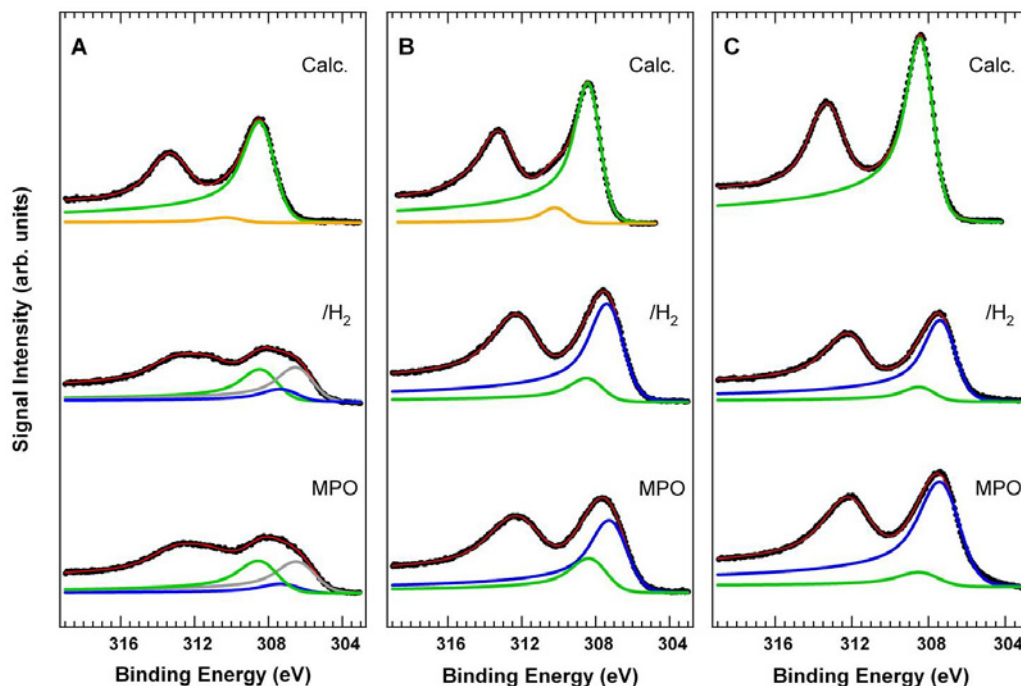 A
Calc.
/H2
MPO
B
Calc.
/H2
MPO
C
Calc.
/H2
MPO
Signal Intensity (arb. units)
316 312 308 304
316 312 308 304
316 312 308 304
Binding Energy (eV)
Binding Energy (eV)
Binding Energy (eV)